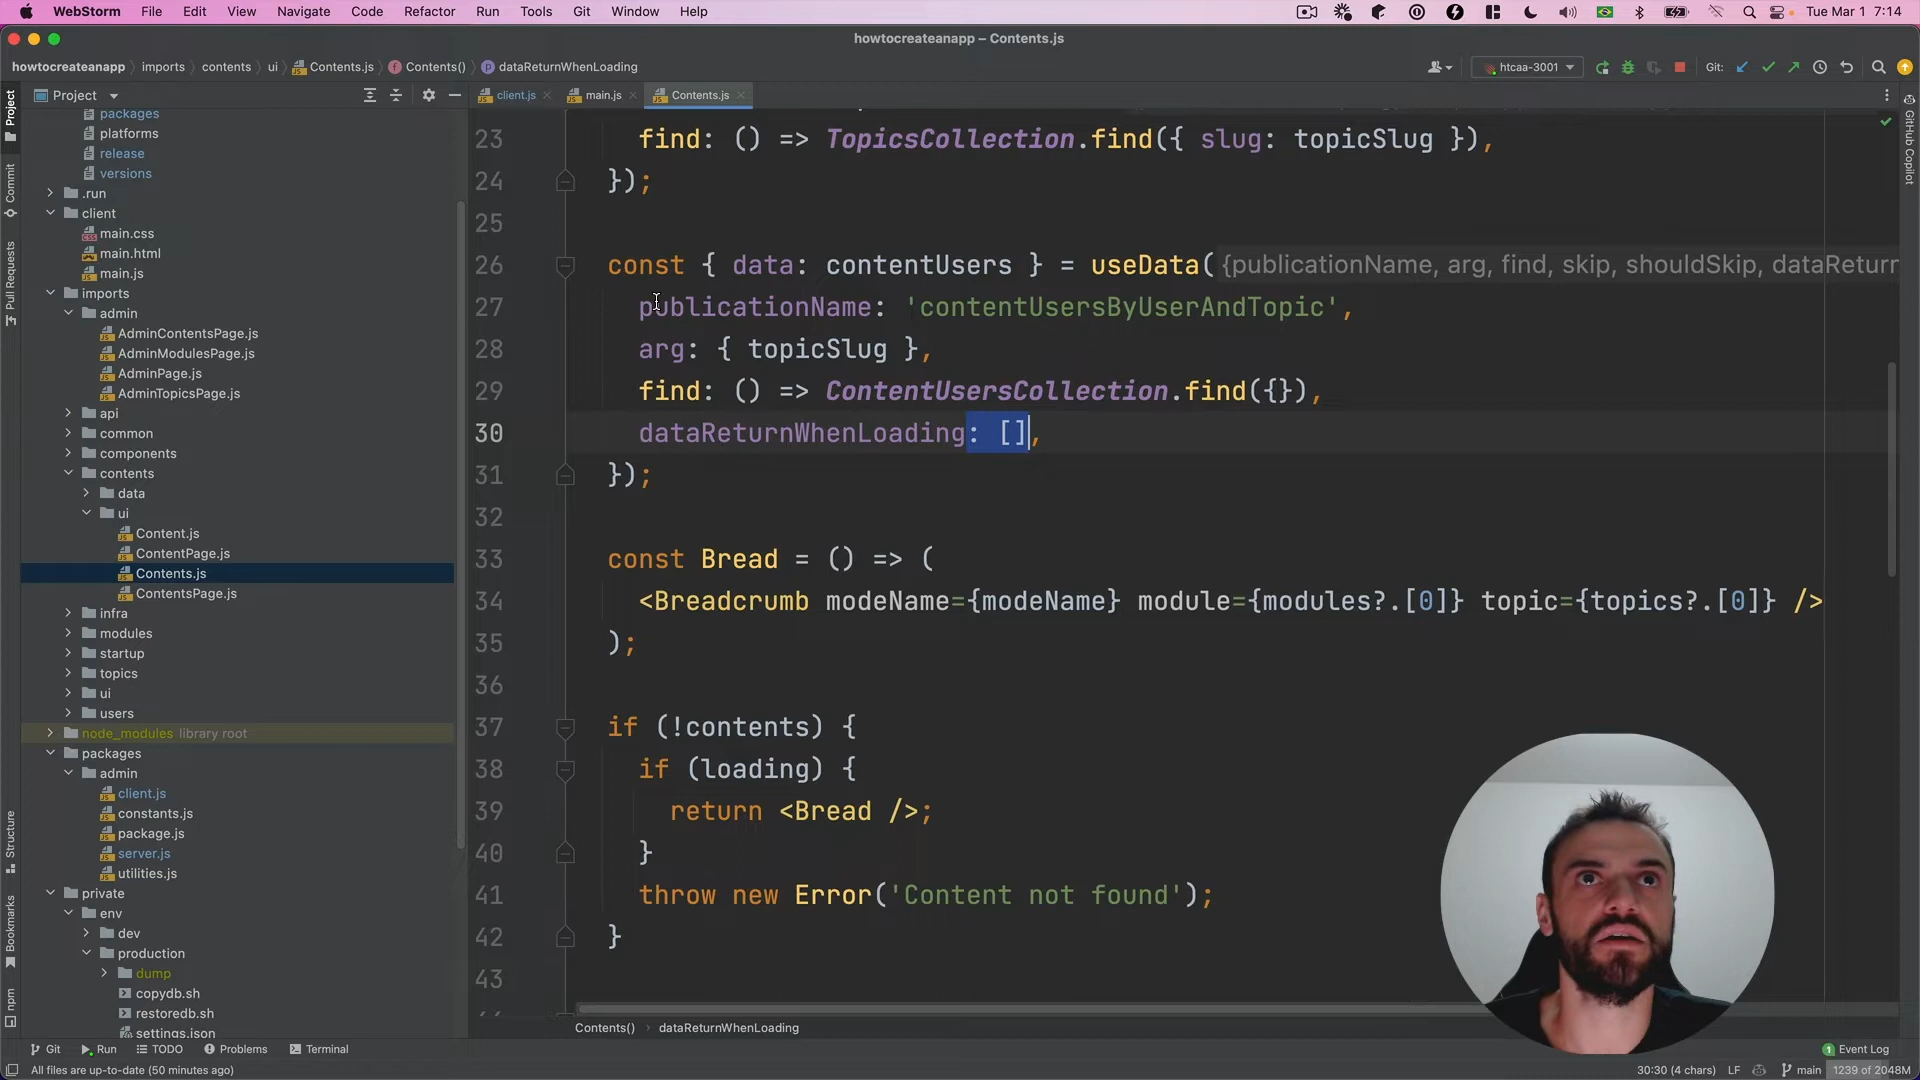 WebStorm File Edit View Navigate Code Refactor Run Tools Git Window Help
Tue Mar 1 7:14
howtocreateanapp – Contents.js
howtocreateanapp imports contents ui Contents.js Contents() dataReturnWhenLoading
htcaa-3001
Git:
Project
client.js
main.js
Contents.js
packages
platforms
release
versions
.run
client
main.css
main.html
main.js
imports
admin
AdminContentsPage.js
AdminModulesPage.js
AdminPage.js
AdminTopicsPage.js
api
common
components
contents
data
ui
Content.js
ContentPage.js
Contents.js
ContentsPage.js
infra
modules
startup
topics
ui
users
node_modules library root
packages
admin
client.js
constants.js
package.js
server.js
utilities.js
private
env
dev
production
dump
copydb.sh
restoredb.sh
settings.json
Project
Commit
Pull Requests
Structure
Bookmarks
npm
23 find: () => TopicsCollection.find({ slug: topicSlug }),
24 });
25
26 const { data: contentUsers } = useData({publicationName, arg, find, skip, shouldSkip, dataReturn
27 publicationName: 'contentUsersByUserAndTopic',
28 arg: { topicSlug },
29 find: () => ContentUsersCollection.find({}),
30 dataReturnWhenLoading: [],
31 });
32
33 const Bread = () => (
34 <Breadcrumb modeName={modeName} module={modules?.[0]} topic={topics?.[0]} />
35 );
36
37 if (!contents) {
38 if (loading) {
39 return <Bread />;
40 }
41 throw new Error('Content not found');
42 }
43
GitHub Copilot
Contents() dataReturnWhenLoading
Git Run TODO Problems Terminal
1 Event Log
All files are up-to-date (50 minutes ago)
30:30 (4 chars) LF main 1239 of 2048M